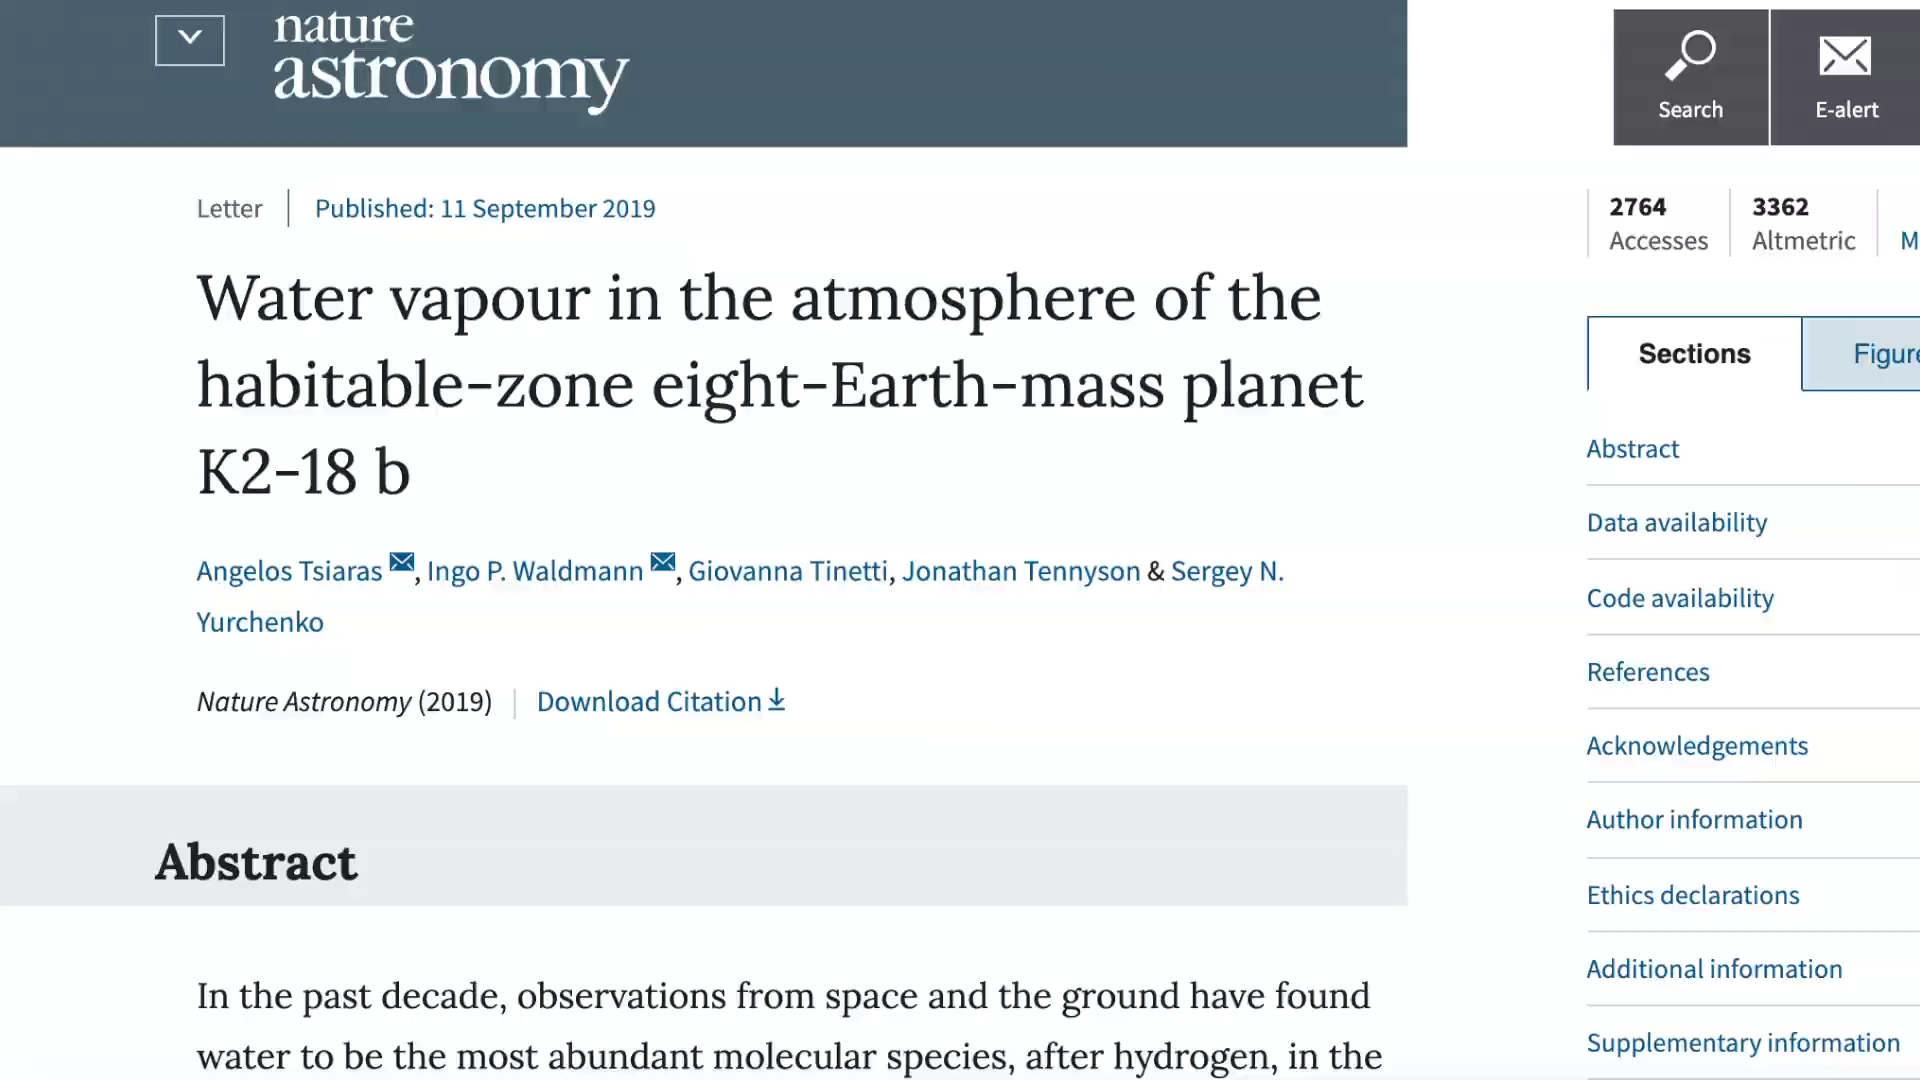 nature
astronomy
Search
E-alert
Letter
Published: 11 September 2019
2764
Accesses
3362
Altmetric
M
Water vapour in the atmosphere of the
habitable-zone eight-Earth-mass planet
K2-18 b
Angelos Tsiaras, Ingo P. Waldmann, Giovanna Tinetti, Jonathan Tennyson & Sergey N.
Yurchenko
Nature Astronomy (2019)
Download Citation
Abstract
In the past decade, observations from space and the ground have found
water to be the most abundant molecular species, after hydrogen, in the
Sections
Figure
Abstract
Data availability
Code availability
References
Acknowledgements
Author information
Ethics declarations
Additional information
Supplementary information